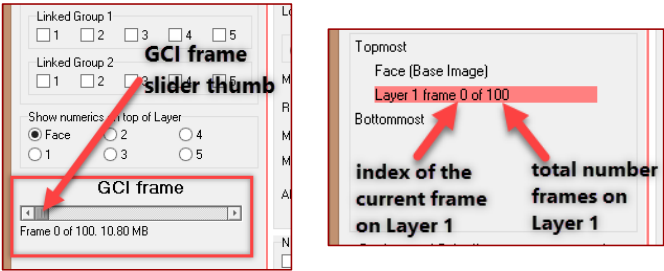 Linked Group 1
1 2 3 4 5
Linked Group 2
1 2 3 4 5
GCI frame
slider thumb
Show numerics on top of Layer
Face 2 4
1 3 5
GCI frame
Frame 0 of 100. 10.80 MB
Topmost
Face (Base Image)
Layer 1 frame 0 of 100
Bottommost
index of the
current frame
on Layer 1
total number
frames on
Layer 1